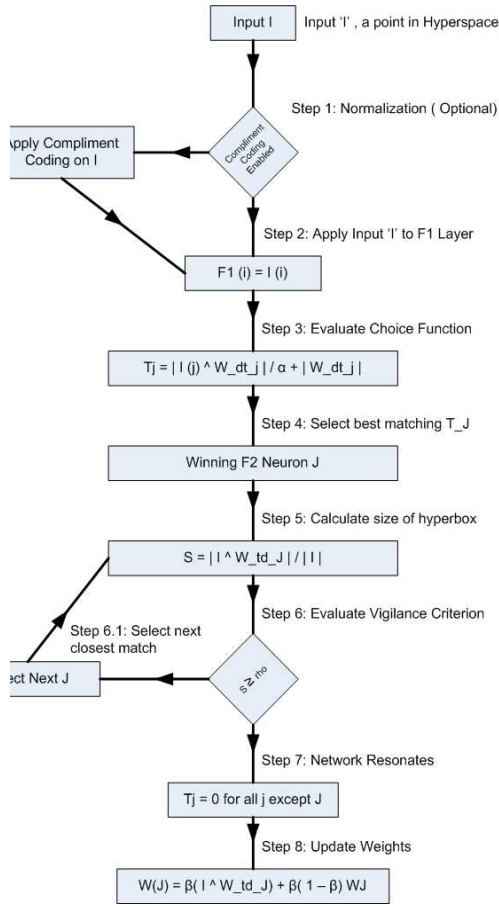 Input I
Input 'I' , a point in Hyperspace
Step 1: Normalization ( Optional)
Compliment
Coding
Enabled
Apply Compliment
Coding on I
Step 2: Apply Input 'I' to F1 Layer
F1 (i) = I (i)
Step 3: Evaluate Choice Function
Tj = | I (j) ^ W_dt_j | / α + | W_dt_j |
Step 4: Select best matching T_J
Winning F2 Neuron J
Step 5: Calculate size of hyperbox
S = | I ^ W_td_J | / | I |
Step 6: Evaluate Vigilance Criterion
Step 6.1: Select next
closest match
S ≥ rho
ect Next J
Step 7: Network Resonates
Tj = 0 for all j except J
Step 8: Update Weights
W(J) = β( I ^ W_td_J) + β( 1 – β) WJ